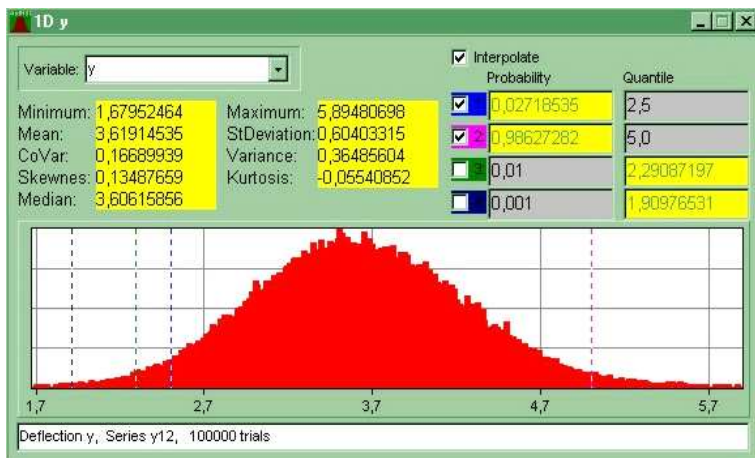 1D y
Variable: y
Interpolate
Probability Quantile
Minimum: 1,67952464 Maximum: 5,89480698
Mean: 3,61914535 StDeviation: 0,60403315
CoVar: 0,16689939 Variance: 0,36485604
Skewnes: 0,13487659 Kurtosis: -0,05540852
Median: 3,60615856
0,02718535 2,5
2 0,98627282 5,0
3 0,01 2,29087197
0,001 1,90976531
1,7 2,7 3,7 4,7 5,7
Deflection y, Series y12, 100000 trials